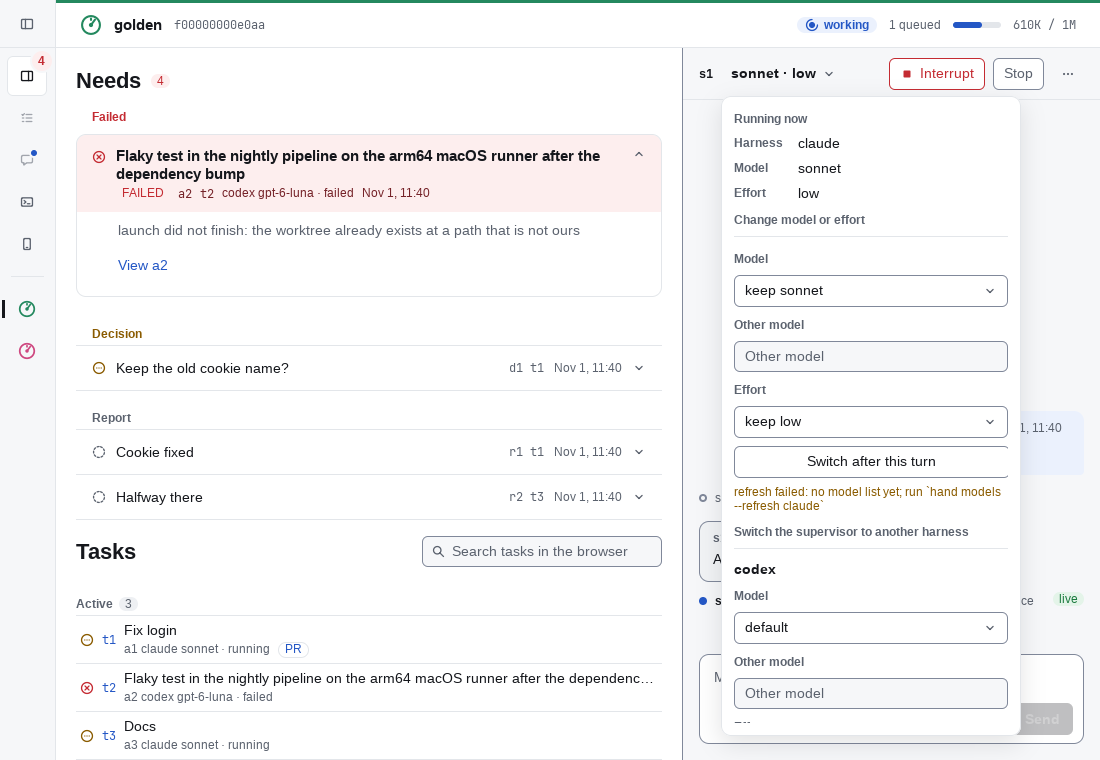 golden f00000000e0aa working 1 queued 610K / 1M
4
Needs 4
Failed
Flaky test in the nightly pipeline on the arm64 macOS runner after the
dependency bump
FAILED a2 t2 codex gpt-6-luna · failed Nov 1, 11:40
launch did not finish: the worktree already exists at a path that is not ours
View a2
Decision
Keep the old cookie name? d1 t1 Nov 1, 11:40
Report
Cookie fixed r1 t1 Nov 1, 11:40
Halfway there r2 t3 Nov 1, 11:40
Tasks
Search tasks in the browser
Active 3
t1 Fix login
a1 claude sonnet · running PR
t2 Flaky test in the nightly pipeline on the arm64 macOS runner after the dependenc…
a2 codex gpt-6-luna · failed
t3 Docs
a3 claude sonnet · running
s1 sonnet · low Interrupt Stop
Running now
Harness claude
Model sonnet
Effort low
Change model or effort
Model
keep sonnet
Other model
Other model
Effort
keep low
Switch after this turn
refresh failed: no model list yet; run `hand models
--refresh claude`
Switch the supervisor to another harness
codex
Model
default
Other model
Other model
1, 11:40
live
Send